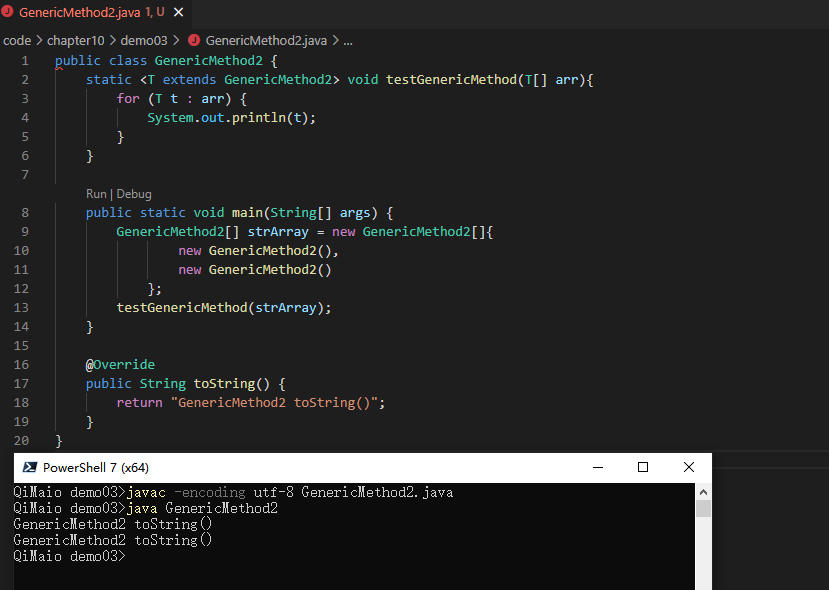 GenericMethod2.java 1, U
code > chapter10 > demo03 > GenericMethod2.java > ...
1 public class GenericMethod2 {
2 static <T extends GenericMethod2> void testGenericMethod(T[] arr){
3 for (T t : arr) {
4 System.out.println(t);
5 }
6 }
7
Run | Debug
8 public static void main(String[] args) {
9 GenericMethod2[] strArray = new GenericMethod2[]{
10 new GenericMethod2(),
11 new GenericMethod2()
12 };
13 testGenericMethod(strArray);
14 }
15
16 @Override
17 public String toString() {
18 return "GenericMethod2 toString()";
19 }
20 }
PowerShell 7 (x64)
QiMaio demo03>javac -encoding utf-8 GenericMethod2.java
QiMaio demo03>java GenericMethod2
GenericMethod2 toString()
GenericMethod2 toString()
QiMaio demo03>